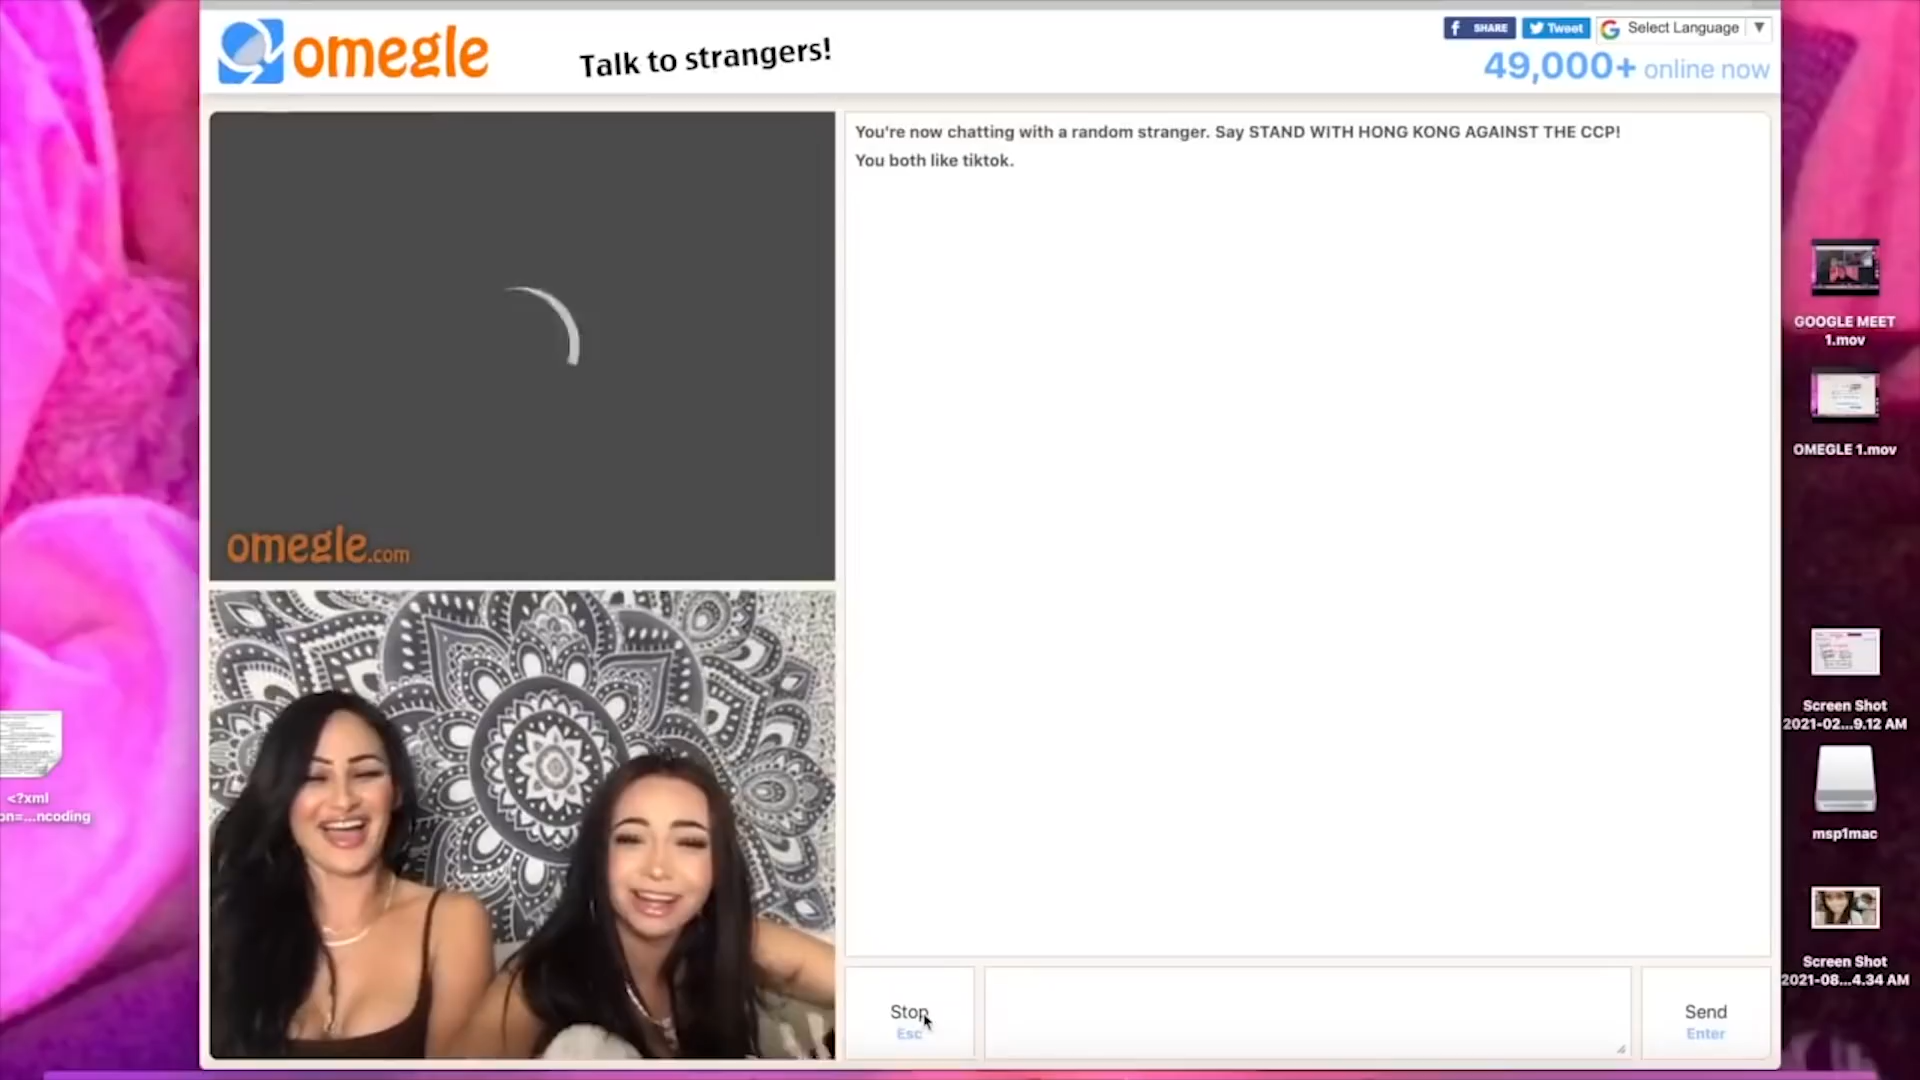 omegle
Talk to strangers!
SHARE
Tweet
Select Language
49,000+ online now
You're now chatting with a random stranger. Say STAND WITH HONG KONG AGAINST THE CCP!
You both like tiktok.
omegle.com
Stop
Esc
Send
Enter
GOOGLE MEET
1.mov
OMEGLE 1.mov
Screen Shot
2021-02...9.12 AM
msp1mac
Screen Shot
2021-08...4.34 AM
<?xml
on=...ncoding